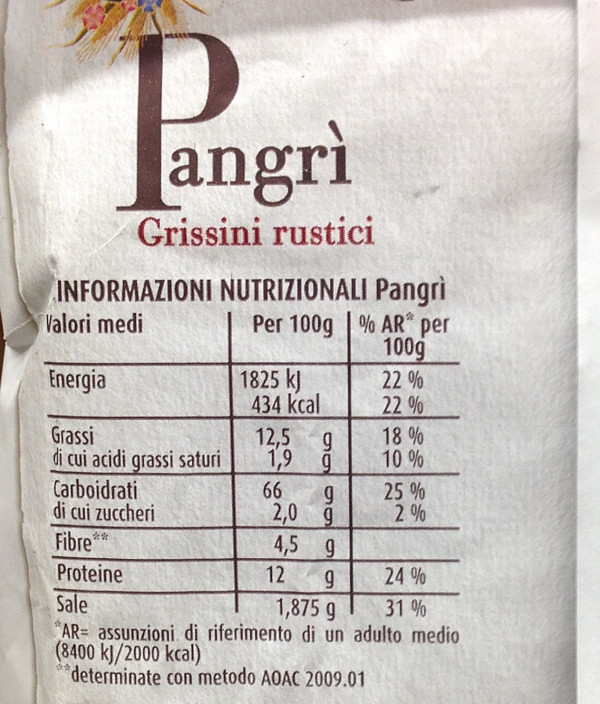 Pangrì
Grissini rustici
INFORMAZIONI NUTRIZIONALI Pangrì
Valori medi Per 100g % AR* per 100g
Energia 1825 kJ 22 %
434 kcal 22 %
Grassi 12,5 g 18 %
di cui acidi grassi saturi 1,9 g 10 %
Carboidrati 66 g 25 %
di cui zuccheri 2,0 g 2 %
Fibre** 4,5 g
Proteine 12 g 24 %
Sale 1,875 g 31 %
*AR= assunzioni di riferimento di un adulto medio
(8400 kJ/2000 kcal)
**determinate con metodo AOAC 2009.01